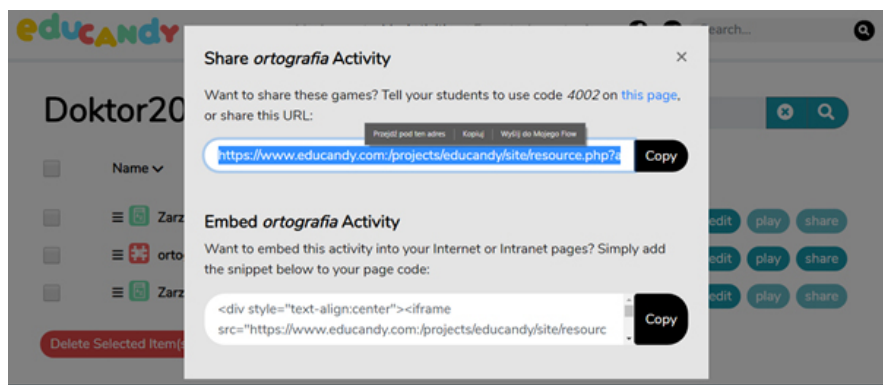 educandy
earch...
Share ortografia Activity
×
Want to share these games? Tell your students to use code 4002 on this page,
or share this URL:
Doktor20
Przejdź pod ten adres | Kopiuj | Wyślij do Mojego Flow
https://www.educandy.com:/projects/educandy/site/resource.php?a
Copy
Name
Zarz
edit play share
Embed ortografia Activity
orto
edit play share
Want to embed this activity into your Internet or Intranet pages? Simply add
the snippet below to your page code:
Zarz
edit play share
<div style="text-align:center"><iframe
src="https://www.educandy.com:/projects/educandy/site/resourc
Copy
Delete Selected Item(s